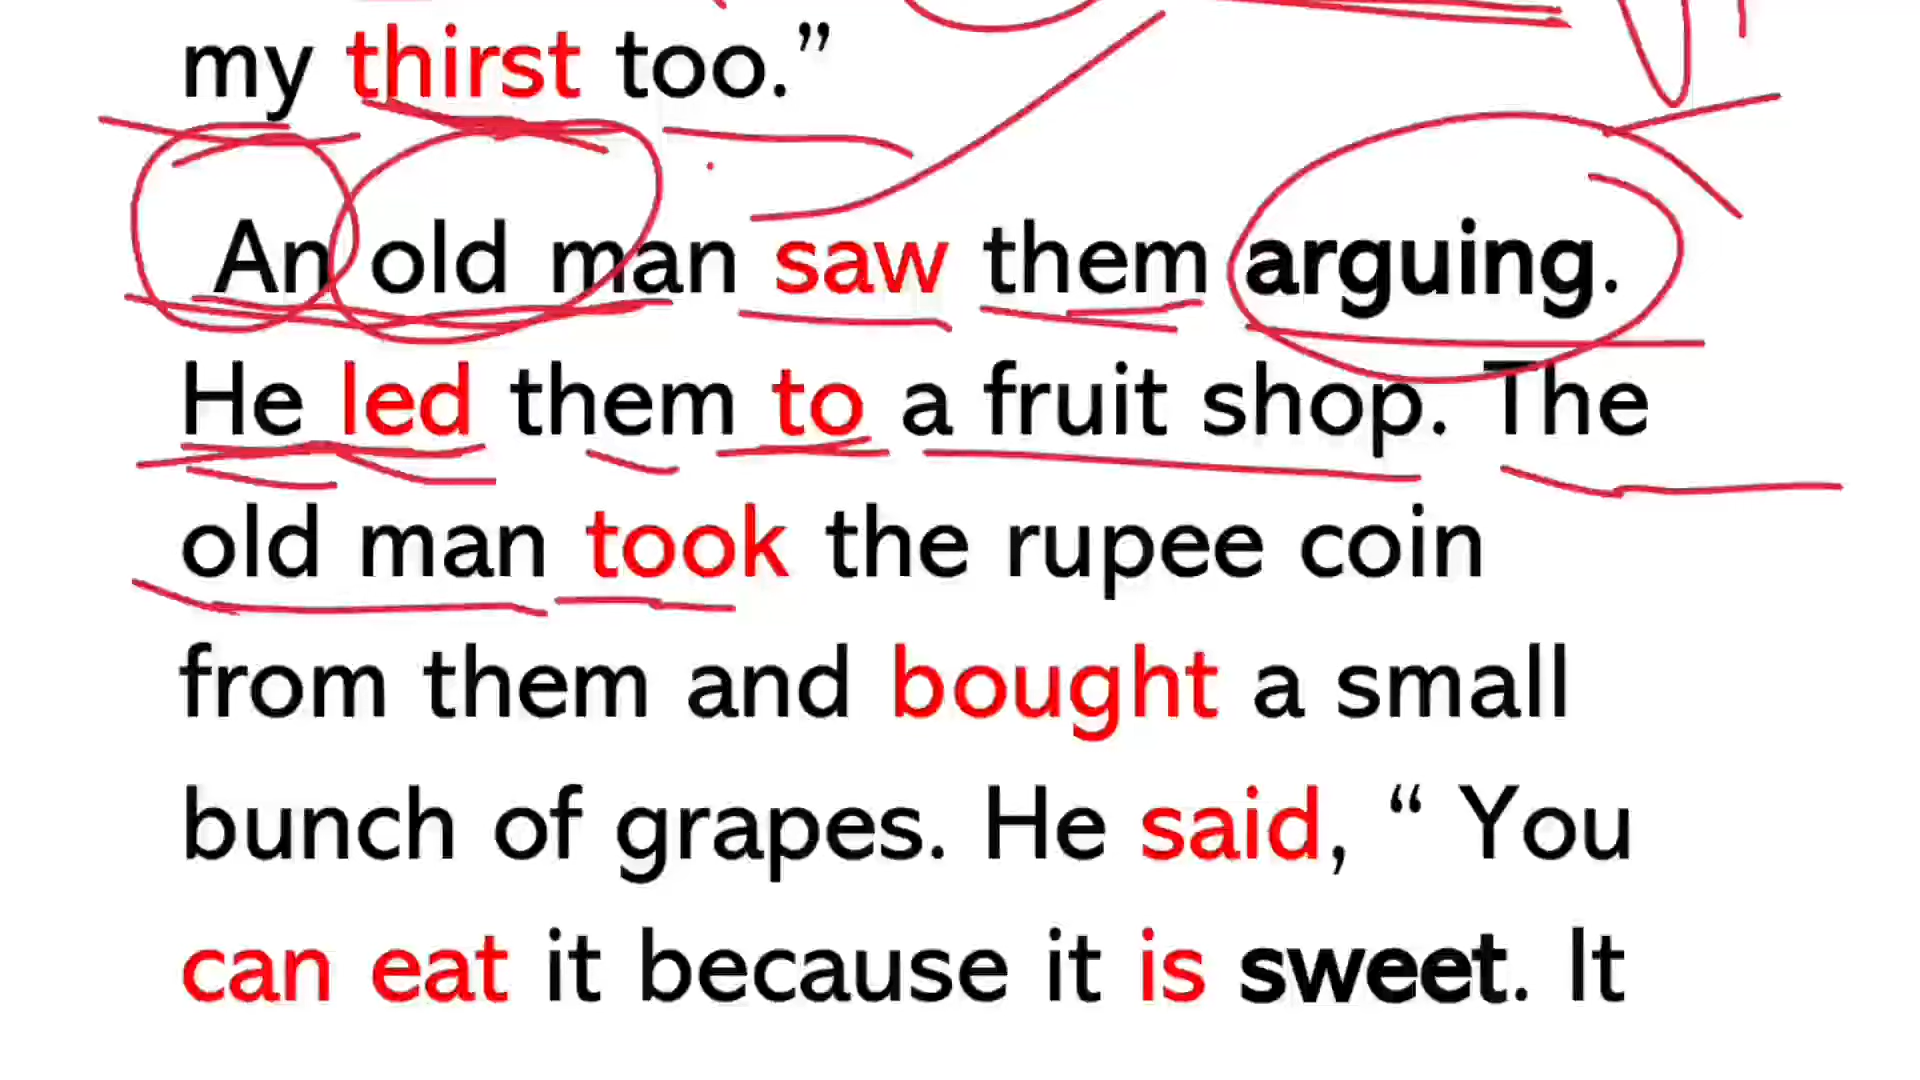 my thirst too.”
An old man saw them arguing.
He led them to a fruit shop. The
old man took the rupee coin
from them and bought a small
bunch of grapes. He said, “ You
can eat it because it is sweet. It